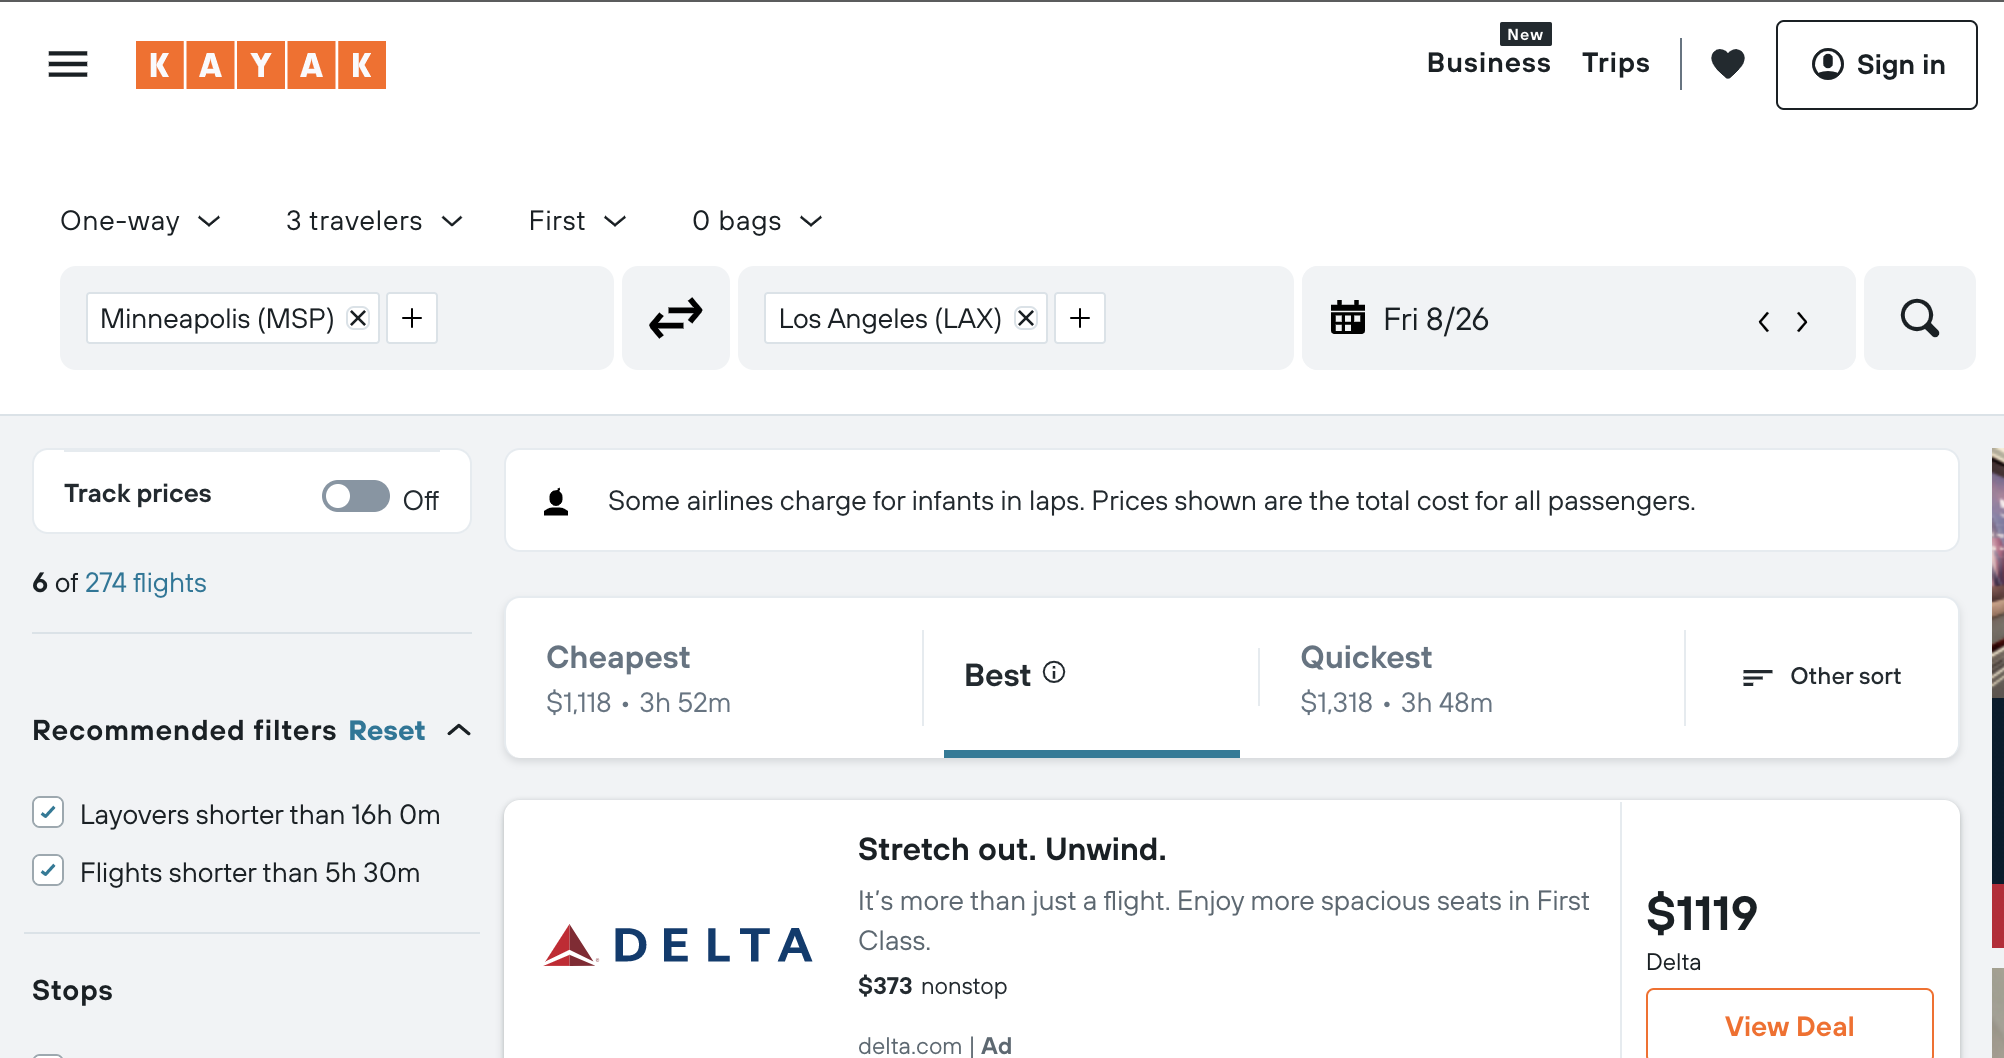 KAYAK
New
Business
Trips
Sign in
One-way
3 travelers
First
0 bags
Minneapolis (MSP)
Los Angeles (LAX)
Fri 8/26
Track prices
Off
Some airlines charge for infants in laps. Prices shown are the total cost for all passengers.
6 of 274 flights
Cheapest
$1,118 • 3h 52m
Best
Quickest
$1,318 • 3h 48m
Other sort
Recommended filters Reset
Layovers shorter than 16h 0m
Flights shorter than 5h 30m
Stops
DELTA
Stretch out. Unwind.
It's more than just a flight. Enjoy more spacious seats in First
Class.
$373 nonstop
delta.com | Ad
$1119
Delta
View Deal